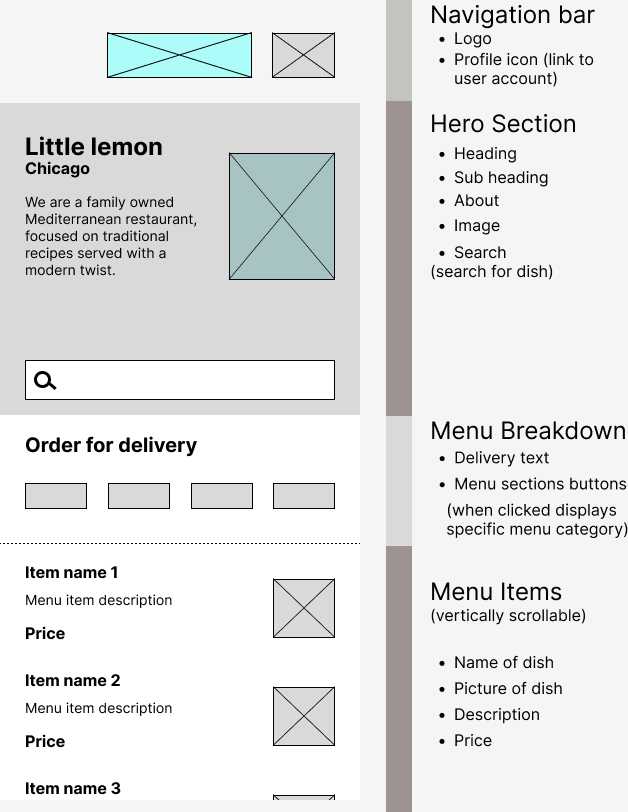 Little lemon
Chicago
We are a family owned
Mediterranean restaurant,
focused on traditional
recipes served with a
modern twist.
Order for delivery
Item name 1
Menu item description
Price
Item name 2
Menu item description
Price
Item name 3
Navigation bar
• Logo
• Profile icon (link to
user account)
Hero Section
• Heading
• Sub heading
• About
• Image
• Search
(search for dish)
Menu Breakdown
• Delivery text
• Menu sections buttons
(when clicked displays
specific menu category)
Menu Items
(vertically scrollable)
• Name of dish
• Picture of dish
• Description
• Price